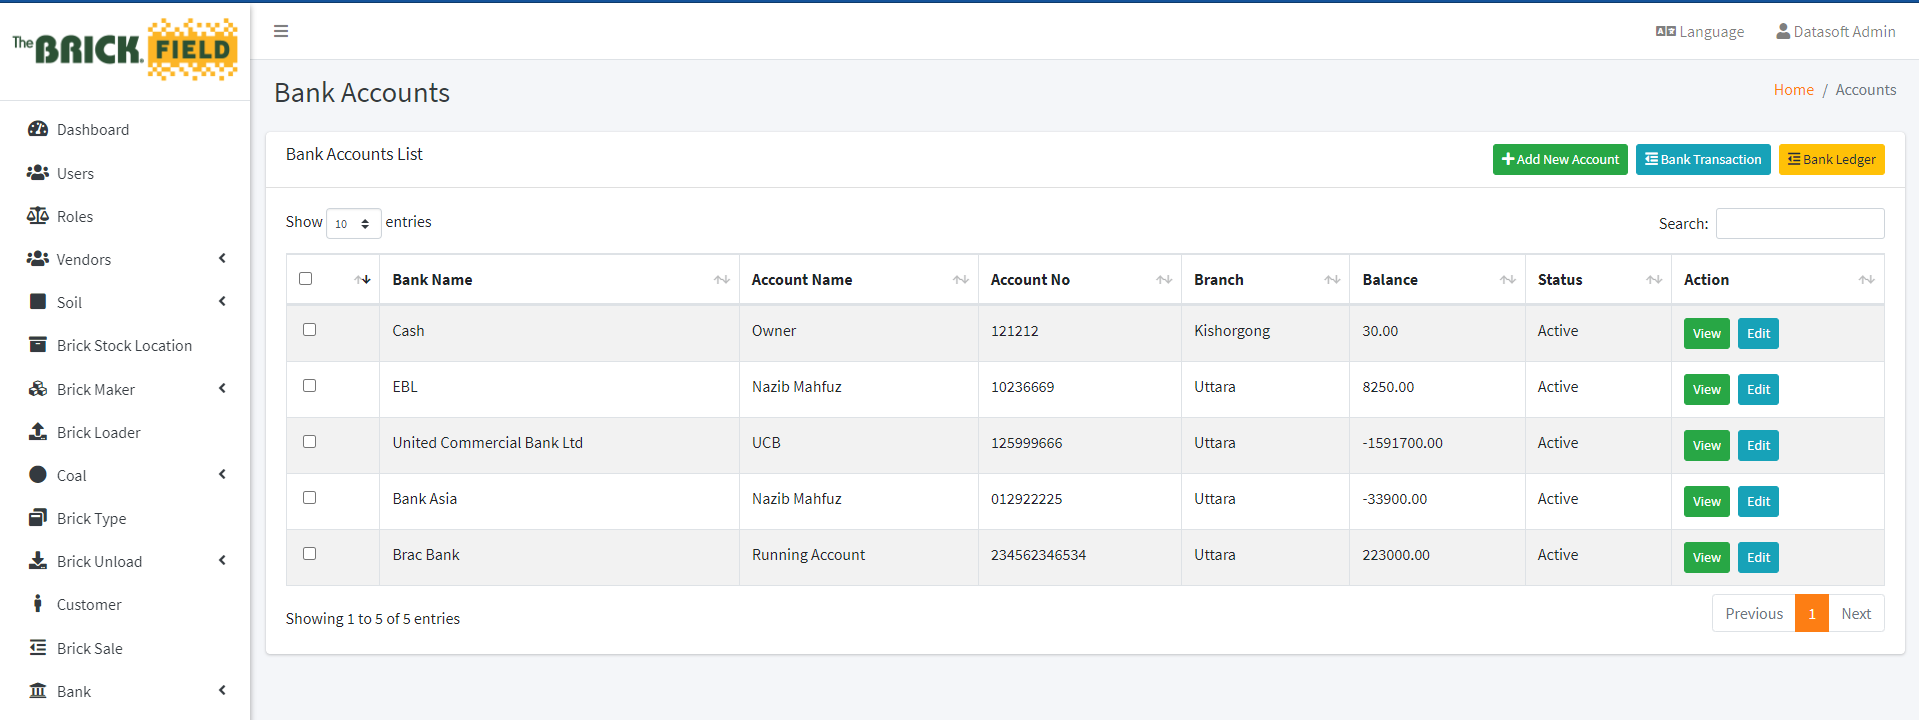 The BRICK. FIELD
Language
Datasoft Admin
Bank Accounts
Home / Accounts
Dashboard
Users
Roles
Vendors
Soil
Brick Stock Location
Brick Maker
Brick Loader
Coal
Brick Type
Brick Unload
Customer
Brick Sale
Bank
Bank Accounts List
Add New Account
Bank Transaction
Bank Ledger
Show 10 entries
Search:
Bank Name Account Name Account No Branch Balance Status Action
Cash Owner 121212 Kishorgong 30.00 Active View Edit
EBL Nazib Mahfuz 10236669 Uttara 8250.00 Active View Edit
United Commercial Bank Ltd UCB 125999666 Uttara -1591700.00 Active View Edit
Bank Asia Nazib Mahfuz 012922225 Uttara -33900.00 Active View Edit
Brac Bank Running Account 234562346534 Uttara 223000.00 Active View Edit
Showing 1 to 5 of 5 entries
Previous 1 Next